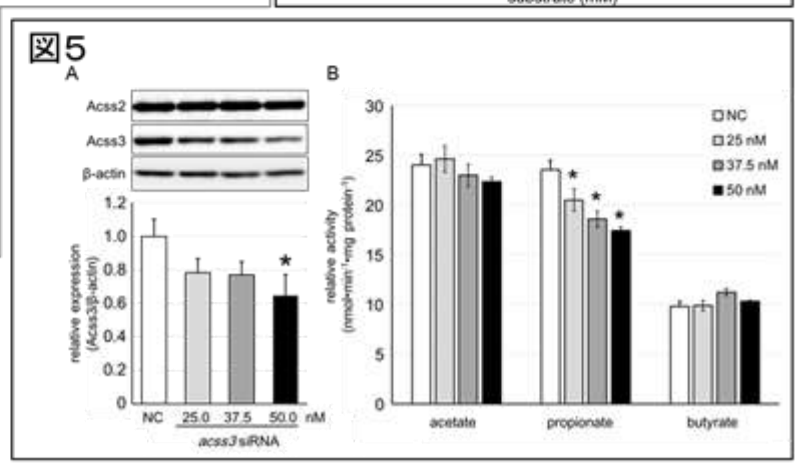 substrate (mM)
図5
A
Acss2
Acss3
β-actin
1.2
1.0
0.8
0.6
0.4
0.2
0
relative expression
(Acss3/β-actin)
*
NC 25.0 37.5 50.0 nM
acss3 siRNA
B
30
25
20
15
10
5
0
relative activity
(nmol•min⁻¹•mg protein⁻¹)
* * *
NC
25 nM
37.5 nM
50 nM
acetate propionate butyrate